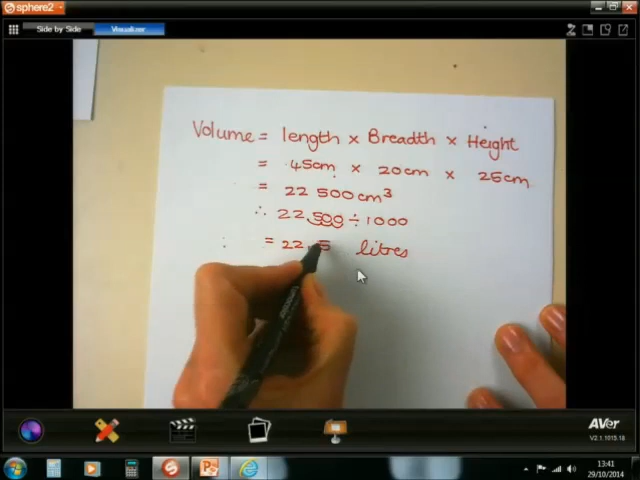 sphere2
Side by Side
Visualizer
Volume = length × Breadth × Height
= 45cm × 20cm × 25cm
= 22 500cm³
∴ 22 500 ÷ 1000
= 22.5 litres
AVer
V2.1.1015.18
13:41
29/10/2014